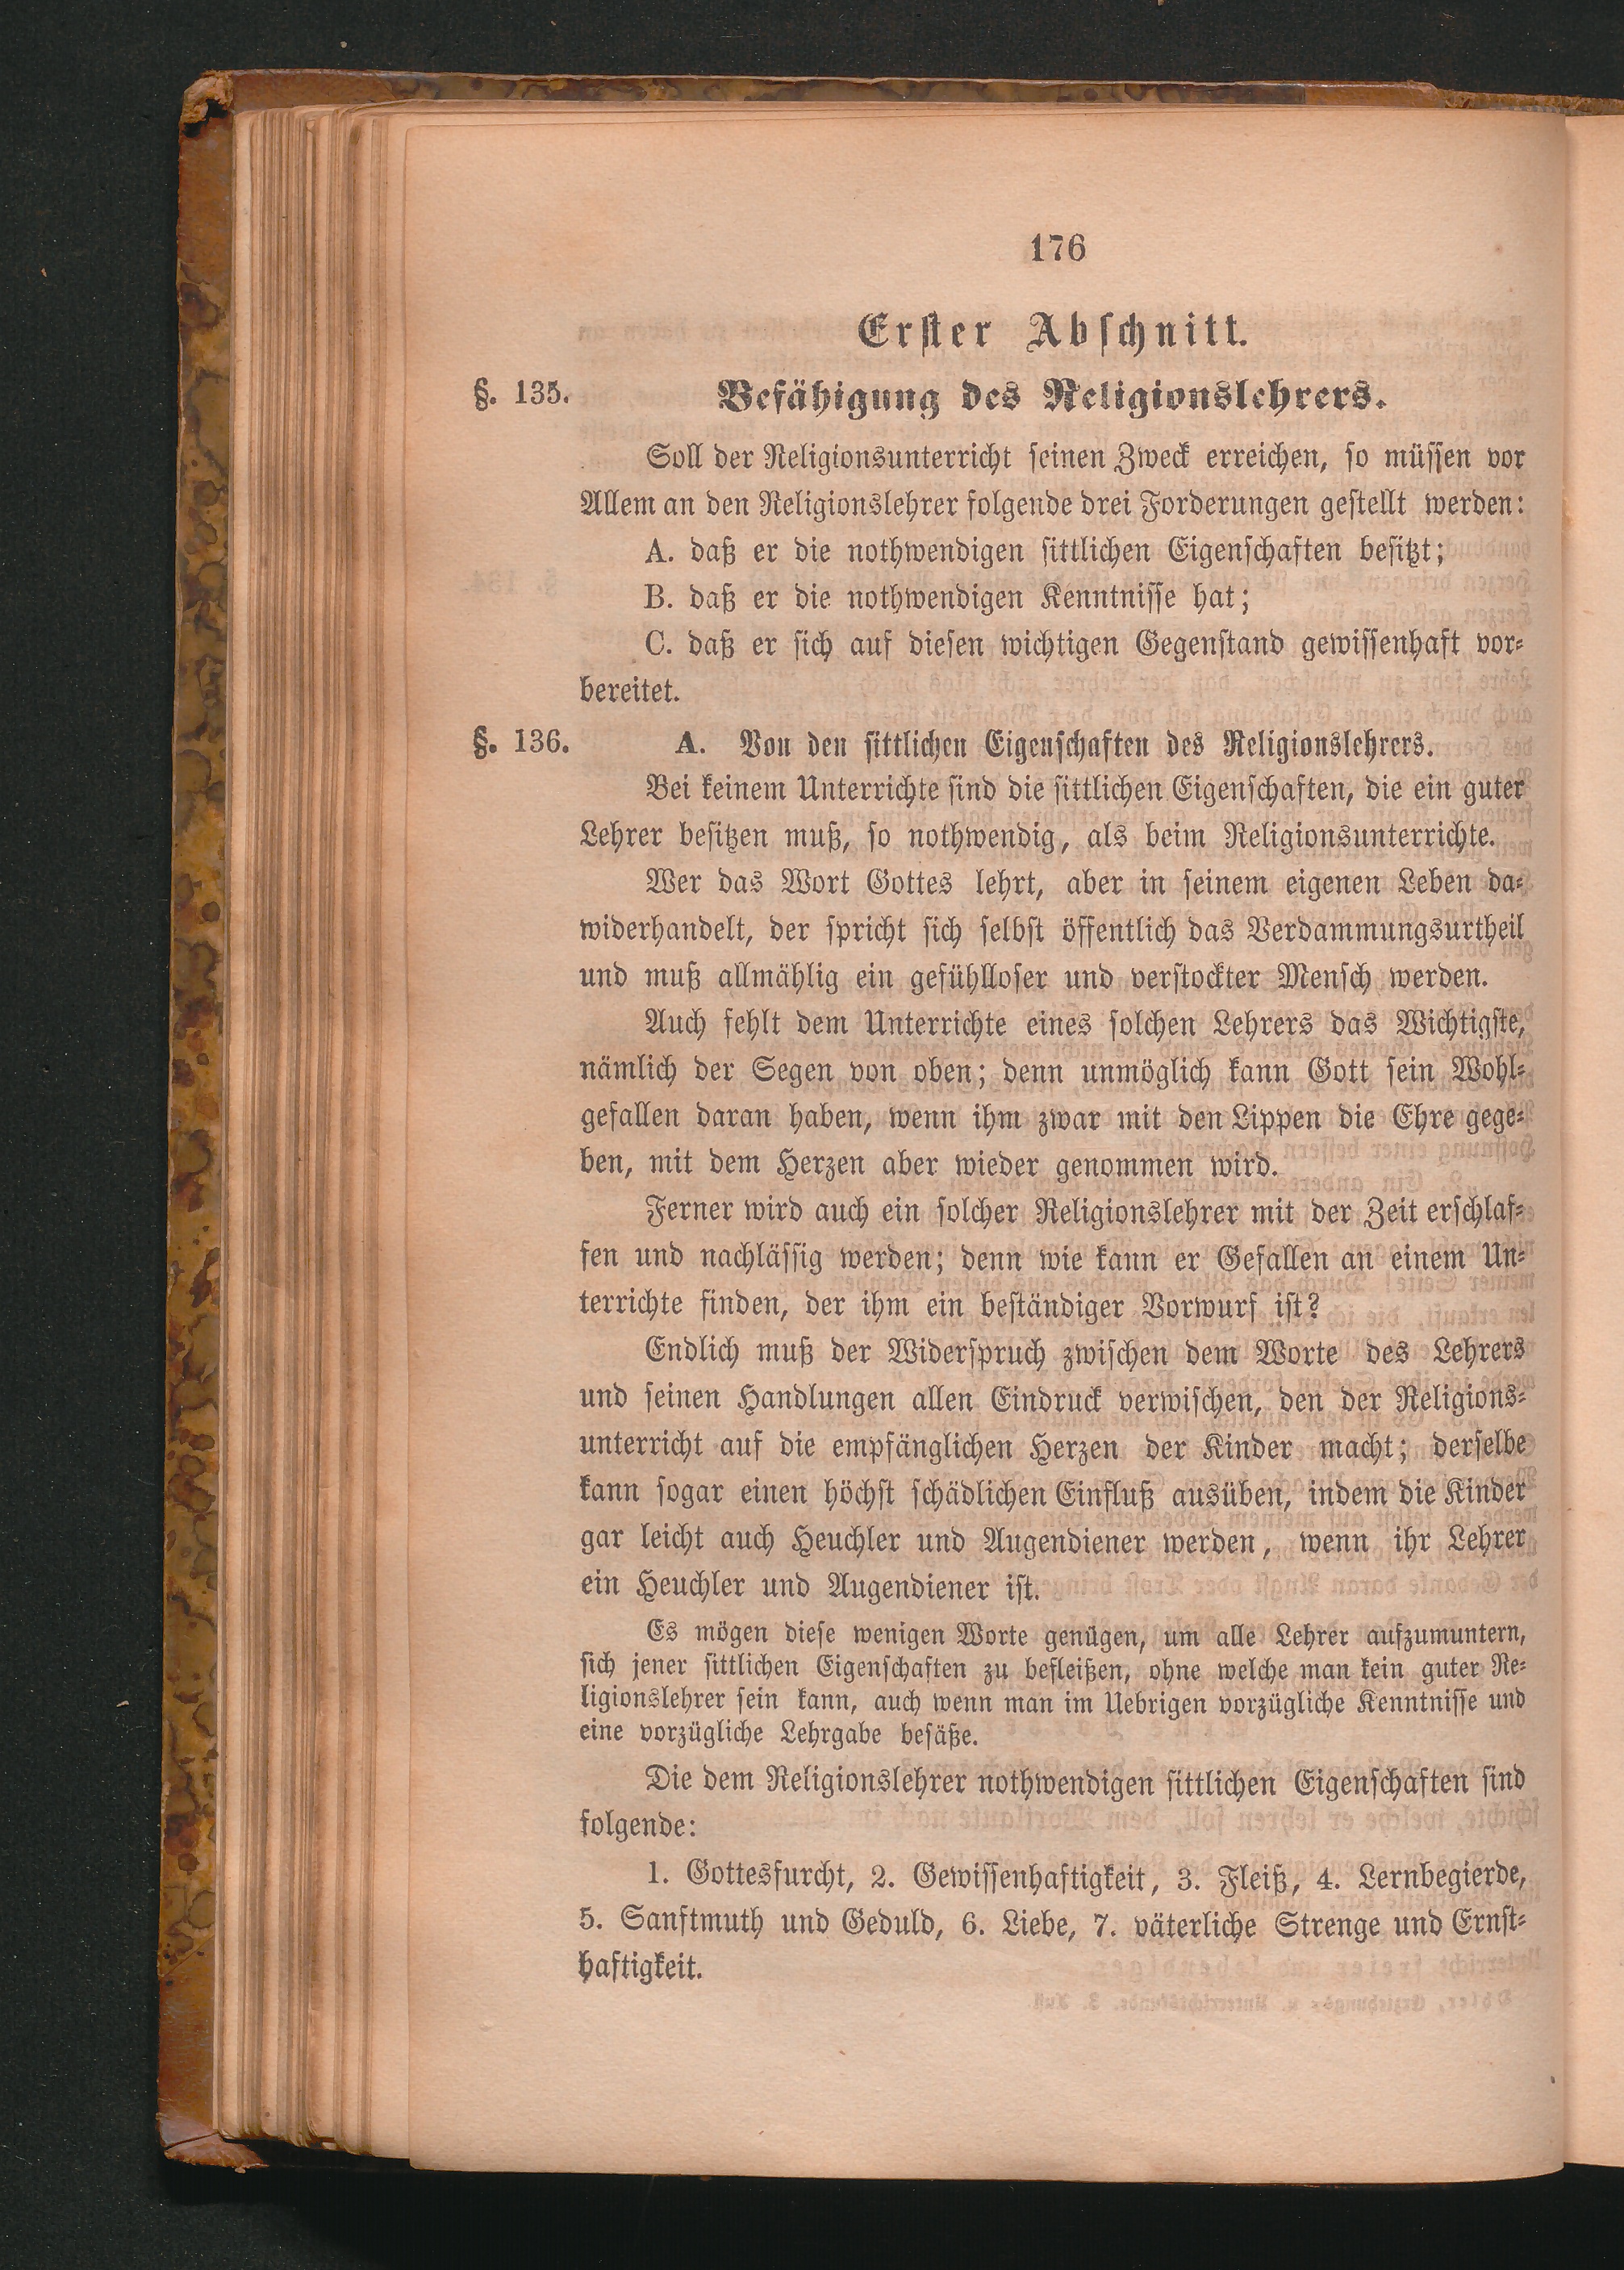 176
Erster Abschnitt.
§. 135. Befähigung des Religionslehrers.
Soll der Religionsunterricht seinen Zweck erreichen, so müssen vor
Allem an den Religionslehrer folgende drei Forderungen gestellt werden:
A. daß er die nothwendigen sittlichen Eigenschaften besitzt;
B. daß er die nothwendigen Kenntnisse hat;
C. daß er sich auf diesen wichtigen Gegenstand gewissenhaft vor-
bereitet.
§. 136. A. Von den sittlichen Eigenschaften des Religionslehrers.
Bei keinem Unterrichte sind die sittlichen Eigenschaften, die ein guter
Lehrer besitzen muß, so nothwendig, als beim Religionsunterrichte.
Wer das Wort Gottes lehrt, aber in seinem eigenen Leben da-
widerhandelt, der spricht sich selbst öffentlich das Verdammungsurtheil
und muß allmählig ein gefühlloser und verstockter Mensch werden.
Auch fehlt dem Unterrichte eines solchen Lehrers das Wichtigste,
nämlich der Segen von oben; denn unmöglich kann Gott sein Wohl-
gefallen daran haben, wenn ihm zwar mit den Lippen die Ehre gege-
ben, mit dem Herzen aber wieder genommen wird.
Ferner wird auch ein solcher Religionslehrer mit der Zeit erschlaf-
fen und nachlässig werden; denn wie kann er Gefallen an einem Un-
terrichte finden, der ihm ein beständiger Vorwurf ist?
Endlich muß der Widerspruch zwischen dem Worte des Lehrers
und seinen Handlungen allen Eindruck verwischen, den der Religions-
unterricht auf die empfänglichen Herzen der Kinder macht; derselbe
kann sogar einen höchst schädlichen Einfluß ausüben, indem die Kinder
gar leicht auch Heuchler und Augendiener werden, wenn ihr Lehrer
ein Heuchler und Augendiener ist.
Es mögen diese wenigen Worte genügen, um alle Lehrer aufzumuntern,
sich jener sittlichen Eigenschaften zu befleißen, ohne welche man kein guter Re-
ligionslehrer sein kann, auch wenn man im Uebrigen vorzügliche Kenntnisse und
eine vorzügliche Lehrgabe besäße.
Die dem Religionslehrer nothwendigen sittlichen Eigenschaften sind
folgende:
1. Gottesfurcht, 2. Gewissenhaftigkeit, 3. Fleiß, 4. Lernbegierde,
5. Sanftmuth und Geduld, 6. Liebe, 7. väterliche Strenge und Ernst-
haftigkeit.